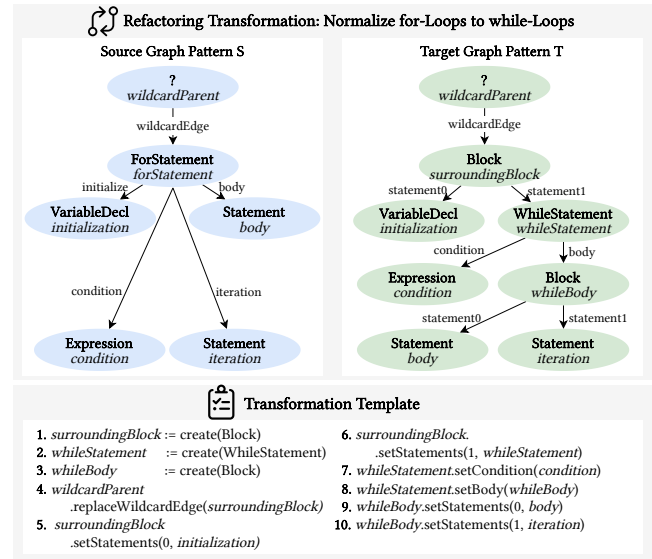 Refactoring Transformation: Normalize for-Loops to while-Loops
Source Graph Pattern S
?
wildcardParent
wildcardEdge
ForStatement
forStatement
initialize
body
VariableDecl
initialization
Statement
body
condition
iteration
Expression
condition
Statement
iteration
Target Graph Pattern T
?
wildcardParent
wildcardEdge
Block
surroundingBlock
statement0
statement1
VariableDecl
initialization
WhileStatement
whileStatement
condition
body
Expression
condition
Block
whileBody
statement0
statement1
Statement
body
Statement
iteration
Transformation Template
1. surroundingBlock := create(Block)
2. whileStatement := create(WhileStatement)
3. whileBody := create(Block)
4. wildcardParent
.replaceWildcardEdge(surroundingBlock)
5. surroundingBlock
.setStatements(0, initialization)
6. surroundingBlock.
.setStatements(1, whileStatement)
7. whileStatement.setCondition(condition)
8. whileStatement.setBody(whileBody)
9. whileBody.setStatements(0, body)
10. whileBody.setStatements(1, iteration)